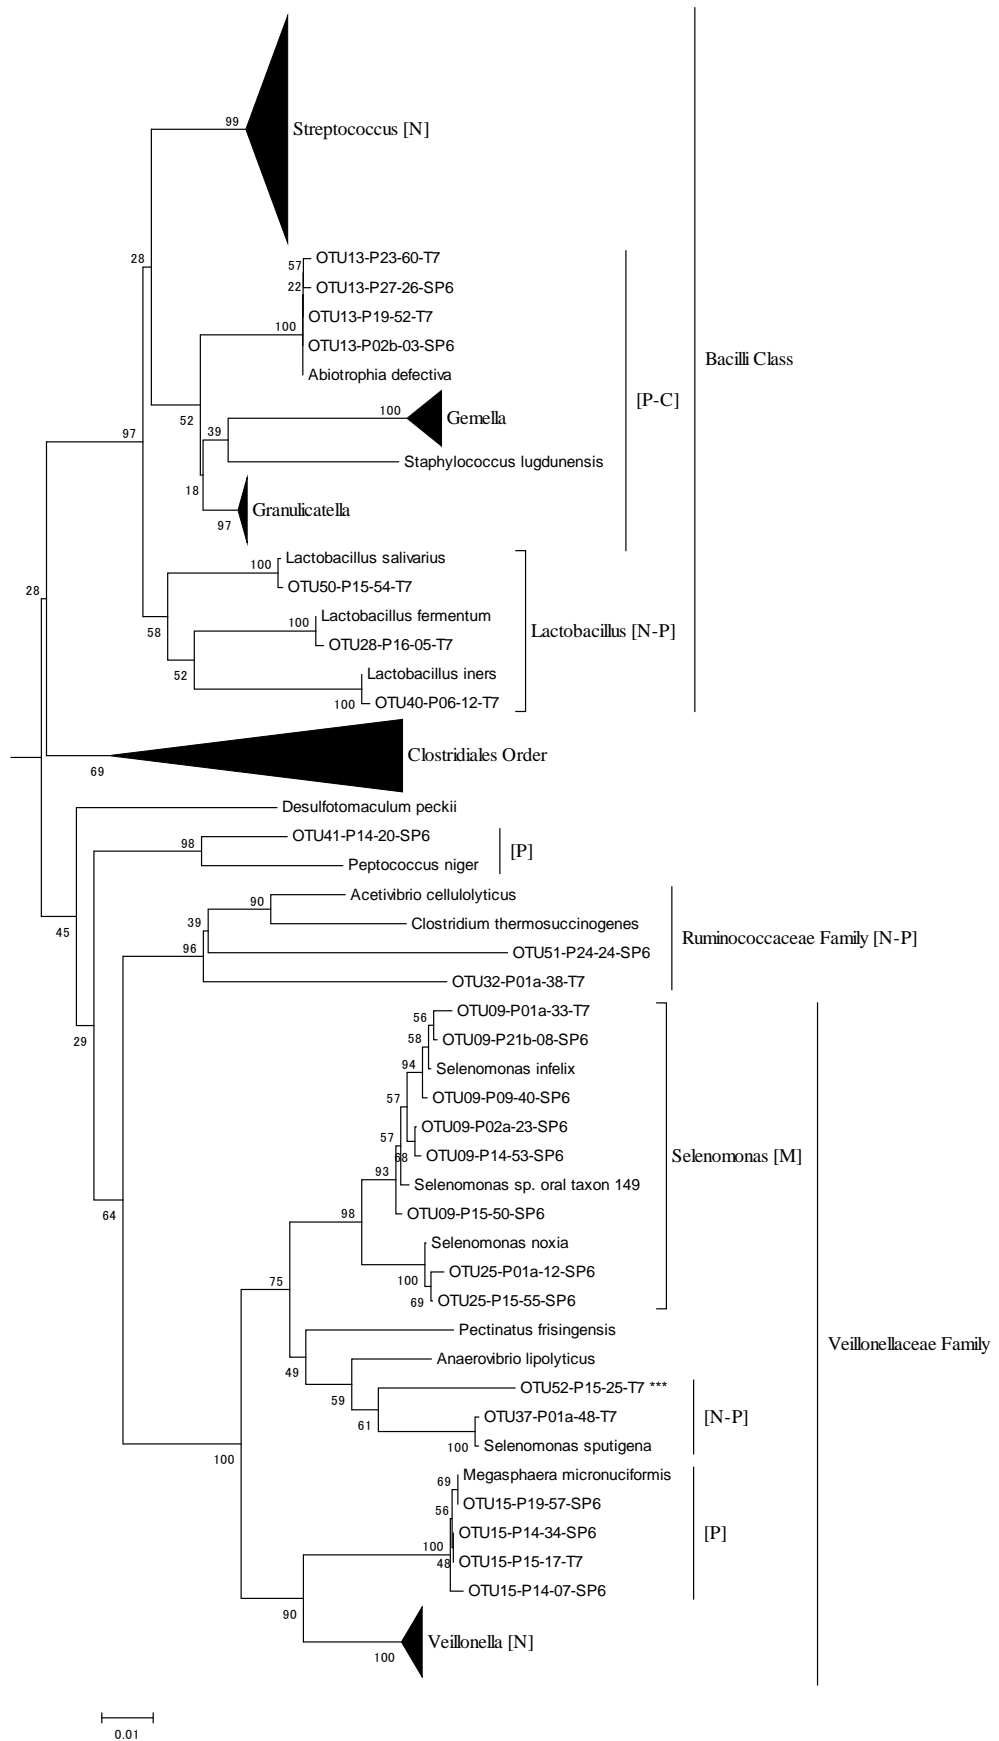 99
Streptococcus [N]
28
57
OTU13-P23-60-T7
22
OTU13-P27-26-SP6
OTU13-P19-52-T7
100
OTU13-P02b-03-SP6
Abiotrophia defectiva
Bacilli Class
[P-C]
52
100
Gemella
97
39
Staphylococcus lugdunensis
18
Granulicatella
97
Lactobacillus salivarius
100
OTU50-P15-54-T7
28
Lactobacillus fermentum
100
58
OTU28-P16-05-T7
Lactobacillus [N-P]
52
Lactobacillus iners
100
OTU40-P06-12-T7
Clostridiales Order
69
Desulfotomaculum peckii
OTU41-P14-20-SP6
98
[P]
Peptococcus niger
Acetivibrio cellulolyticus
90
39
Clostridium thermosuccinogenes
45
96
OTU51-P24-24-SP6
Ruminococcaceae Family [N-P]
OTU32-P01a-38-T7
56
OTU09-P01a-33-T7
29
58
OTU09-P21b-08-SP6
94
Selenomonas infelix
57
OTU09-P09-40-SP6
OTU09-P02a-23-SP6
57
68
OTU09-P14-53-SP6
Selenomonas [M]
93
Selenomonas sp. oral taxon 149
64
98
OTU09-P15-50-SP6
Selenomonas noxia
75
100
OTU25-P01a-12-SP6
69
OTU25-P15-55-SP6
Pectinatus frisingensis
Veillonellaceae Family
49
Anaerovibrio lipolyticus
59
OTU52-P15-25-T7 ***
61
OTU37-P01a-48-T7
[N-P]
100
Selenomonas sputigena
100
69
Megasphaera micronuciformis
56
OTU15-P19-57-SP6
OTU15-P14-34-SP6
[P]
100
48
OTU15-P15-17-T7
OTU15-P14-07-SP6
90
Veillonella [N]
100
0.01